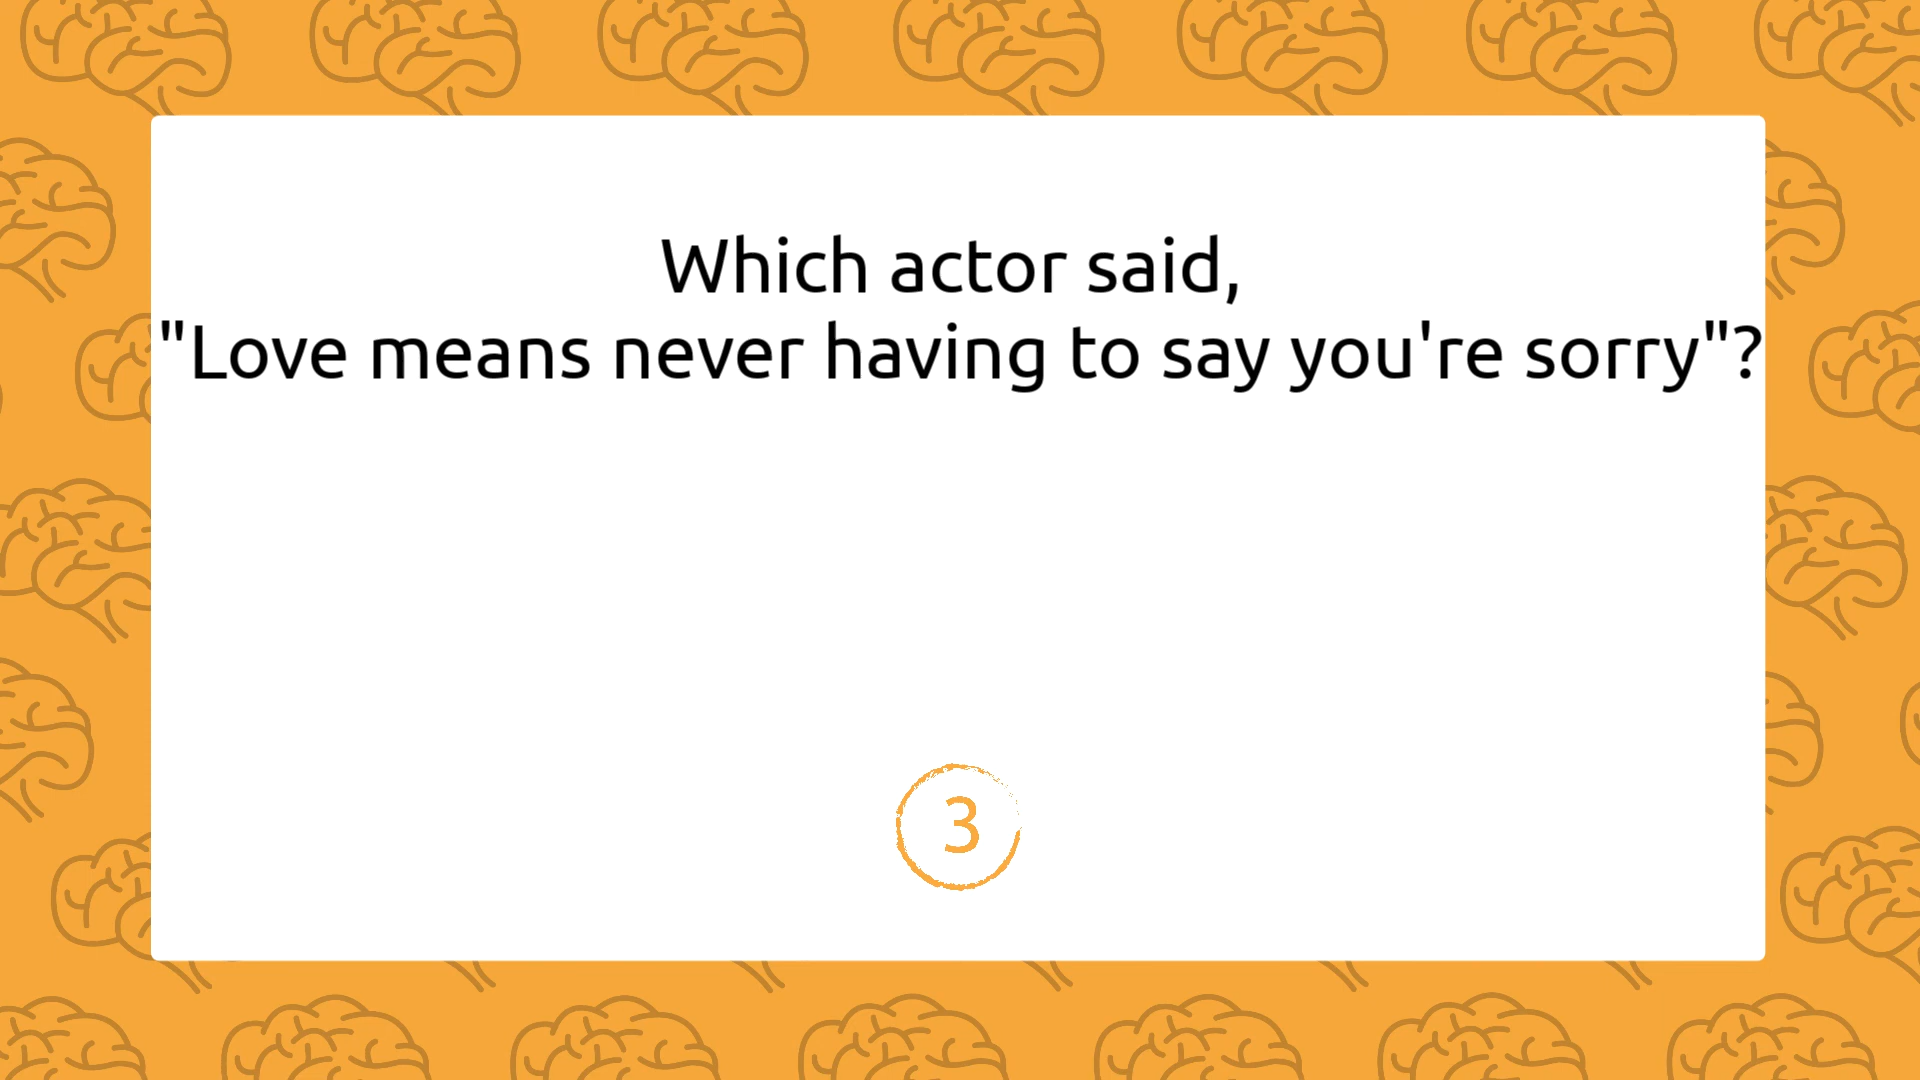 Which actor said,
"Love means never having to say you're sorry"?
3